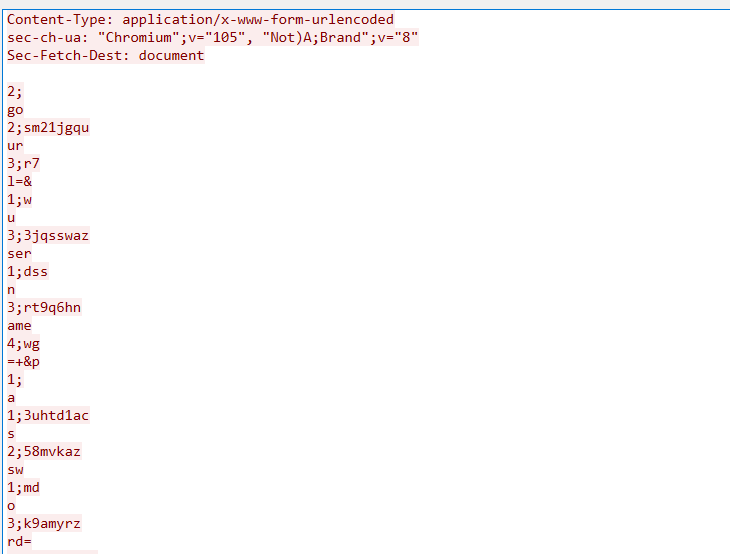 Content-Type: application/x-www-form-urlencoded
sec-ch-ua: "Chromium";v="105", "Not)A;Brand";v="8"
Sec-Fetch-Dest: document

2;
go
2;sm21jgqu
ur
3;r7
l=&
1;w
u
3;3jqsswaz
ser
1;dss
n
3;rt9q6hn
ame
4;wg
=+&p
1;
a
1;3uhtd1ac
s
2;58mvkaz
sw
1;md
o
3;k9amyrz
rd=